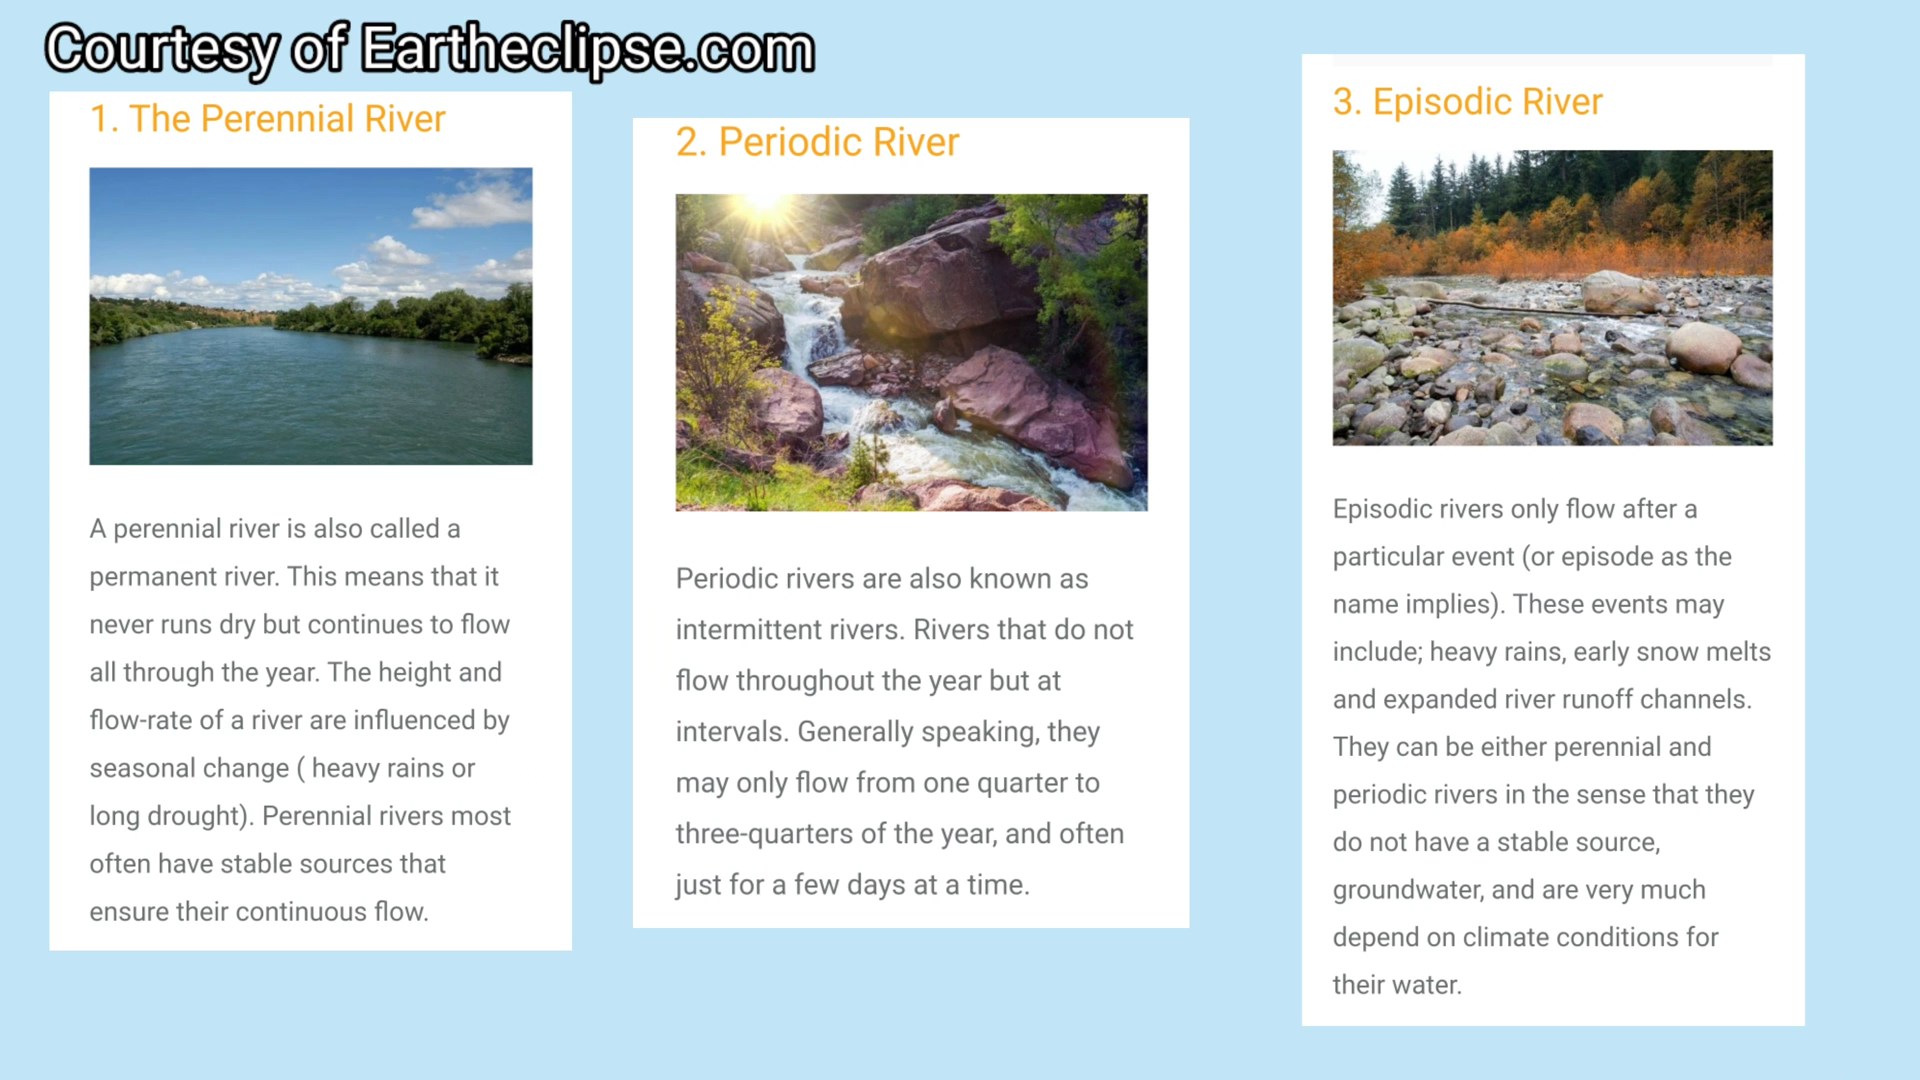 Courtesy of Eartheclipse.com
1. The Perennial River
A perennial river is also called a
permanent river. This means that it
never runs dry but continues to flow
all through the year. The height and
flow-rate of a river are influenced by
seasonal change ( heavy rains or
long drought). Perennial rivers most
often have stable sources that
ensure their continuous flow.
2. Periodic River
Periodic rivers are also known as
intermittent rivers. Rivers that do not
flow throughout the year but at
intervals. Generally speaking, they
may only flow from one quarter to
three-quarters of the year, and often
just for a few days at a time.
3. Episodic River
Episodic rivers only flow after a
particular event (or episode as the
name implies). These events may
include; heavy rains, early snow melts
and expanded river runoff channels.
They can be either perennial and
periodic rivers in the sense that they
do not have a stable source,
groundwater, and are very much
depend on climate conditions for
their water.